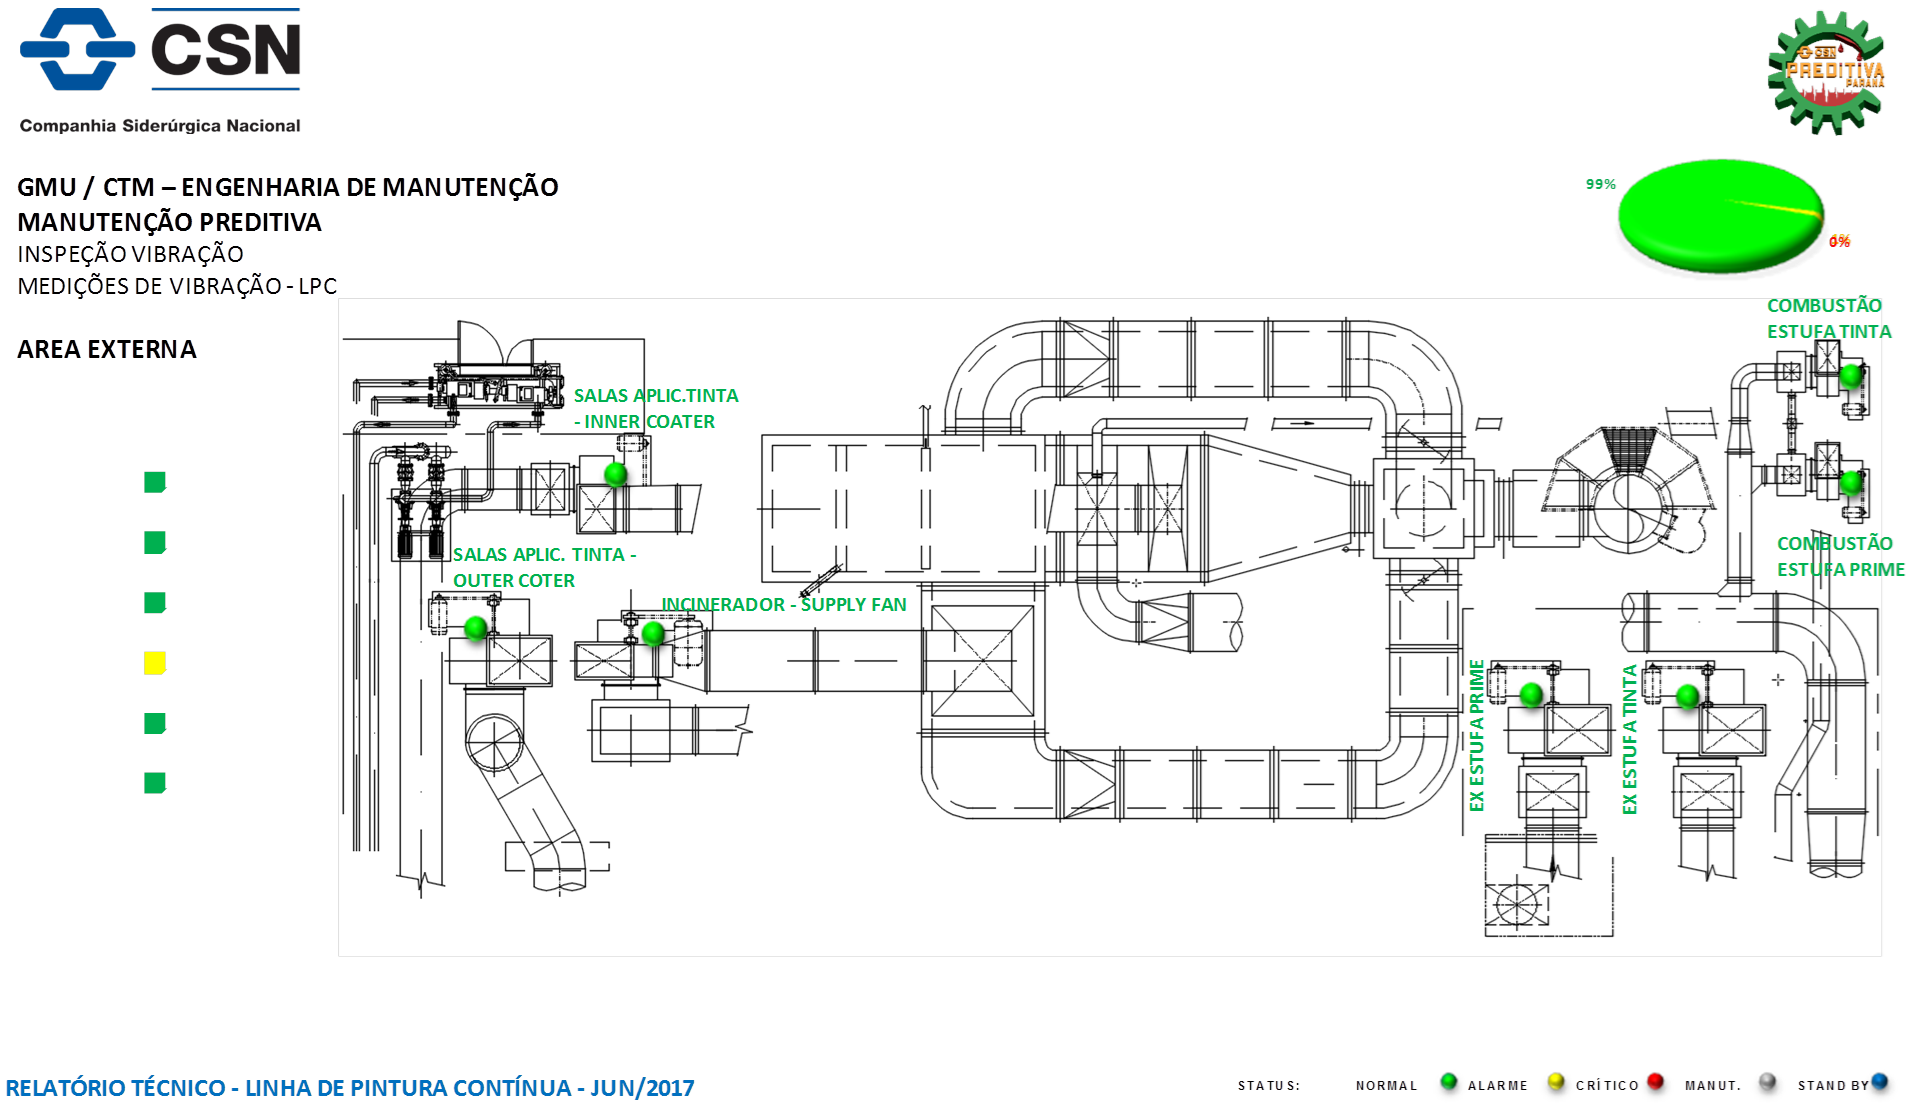 CSN
Companhia Siderúrgica Nacional
CSN
PREDITIVA
PARANÁ
GMU / CTM – ENGENHARIA DE MANUTENÇÃO
MANUTENÇÃO PREDITIVA
INSPEÇÃO VIBRAÇÃO
MEDIÇÕES DE VIBRAÇÃO - LPC
AREA EXTERNA
99%
0%
COMBUSTÃO
ESTUFA TINTA
SALAS APLIC.TINTA
- INNER COATER
SALAS APLIC. TINTA -
OUTER COTER
INCINERADOR - SUPPLY FAN
COMBUSTÃO
ESTUFA PRIME
EX ESTUFA PRIME
EX ESTUFA TINTA
RELATÓRIO TÉCNICO - LINHA DE PINTURA CONTÍNUA - JUN/2017
STATUS: NORMAL ALARME CRÍTICO MANUT. STAND BY